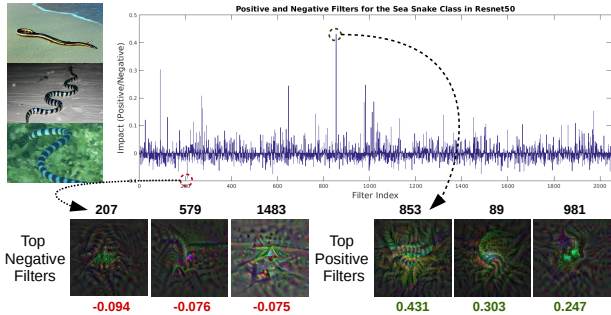 Positive and Negative Filters for the Sea Snake Class in Resnet50
Impact (Positive/Negative)
0.5
0.4
0.3
0.2
0.1
0
0.1
0 200 400 600 800 1000 1200 1400 1600 1800 2000
Filter Index
207 579 1483 853 89 981
Top
Negative
Filters
Top
Positive
Filters
-0.094 -0.076 -0.075 0.431 0.303 0.247